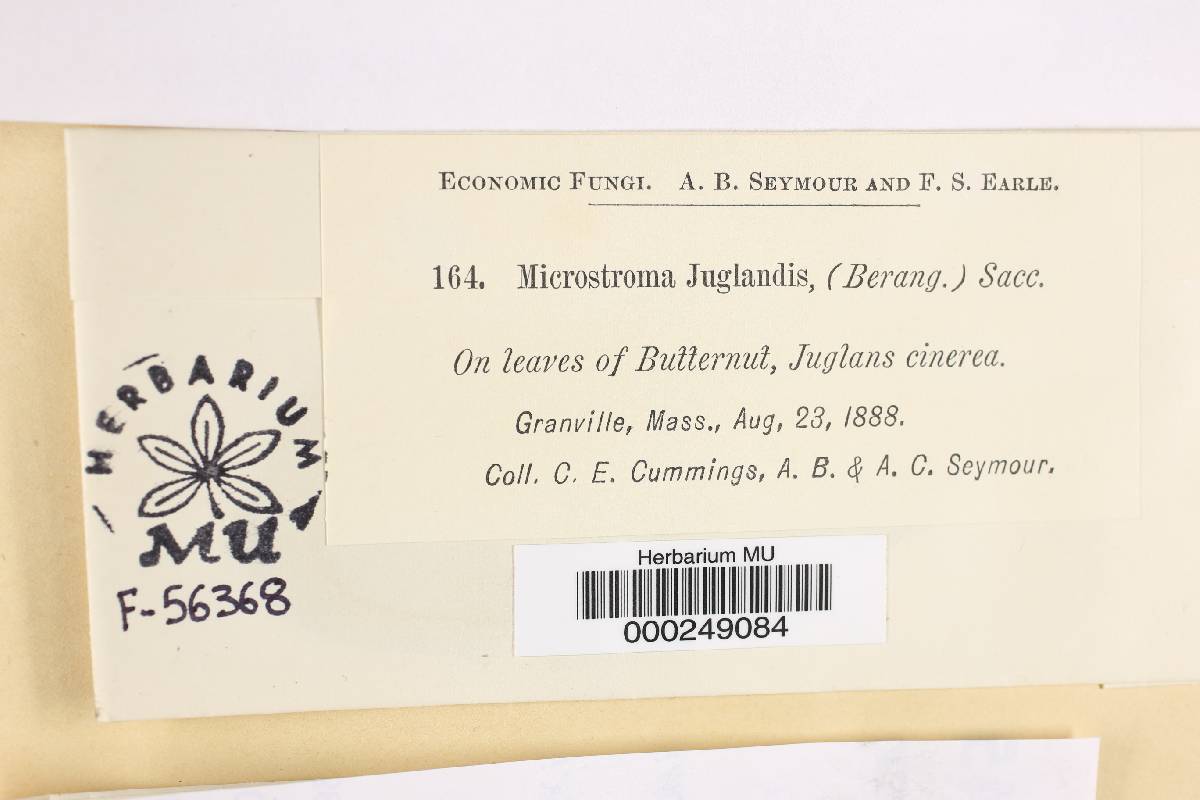 ECONOMIC FUNGI. A. B. SEYMOUR AND F. S. EARLE.
164. Microstroma Juglandis, (Berang.) Sacc.
On leaves of Butternut, Juglans cinerea.
Granville, Mass., Aug, 23, 1888.
Coll. C. E. Cummings, A. B. & A. C. Seymour.
HERBARIUM
MU
F-56368
Herbarium MU
000249084